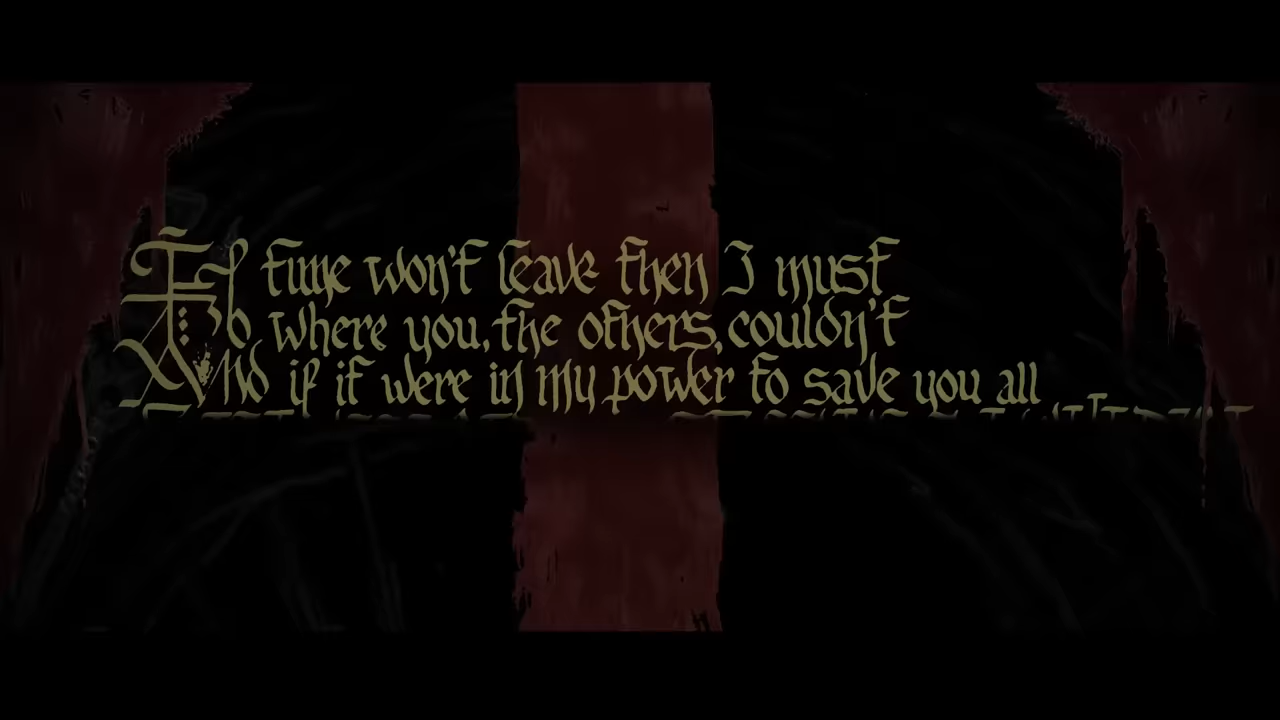 If time won't leave then I must
To where you, the others, couldn't
And if it were in my power to save you all